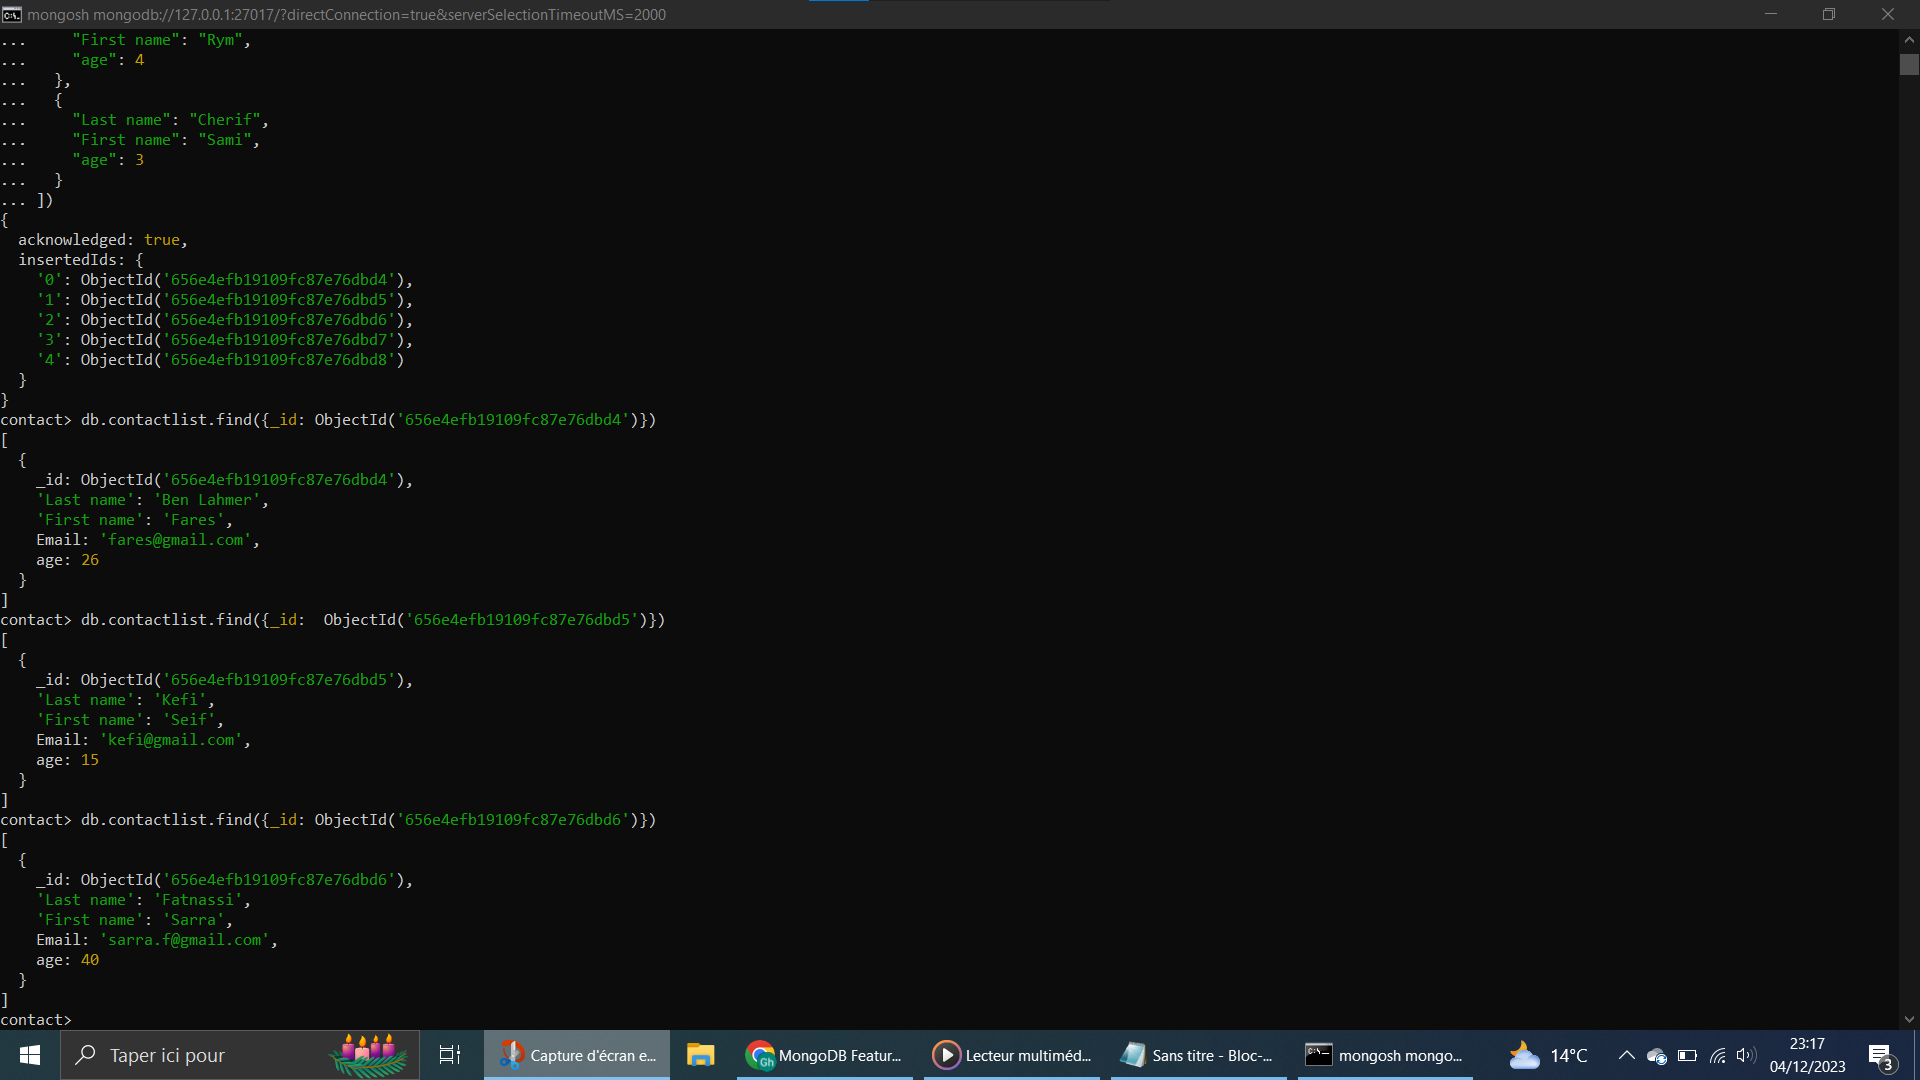 mongosh mongodb://127.0.0.1:27017/?directConnection=true&serverSelectionTimeoutMS=2000
...     "First name": "Rym",
...     "age": 4
...   },
...   {
...     "Last name": "Cherif",
...     "First name": "Sami",
...     "age": 3
...   }
... ])
{
  acknowledged: true,
  insertedIds: {
    '0': ObjectId('656e4efb19109fc87e76dbd4'),
    '1': ObjectId('656e4efb19109fc87e76dbd5'),
    '2': ObjectId('656e4efb19109fc87e76dbd6'),
    '3': ObjectId('656e4efb19109fc87e76dbd7'),
    '4': ObjectId('656e4efb19109fc87e76dbd8')
  }
}
contact> db.contactlist.find({_id: ObjectId('656e4efb19109fc87e76dbd4')})
[
  {
    _id: ObjectId('656e4efb19109fc87e76dbd4'),
    'Last name': 'Ben Lahmer',
    'First name': 'Fares',
    Email: 'fares@gmail.com',
    age: 26
  }
]
contact> db.contactlist.find({_id:  ObjectId('656e4efb19109fc87e76dbd5')})
[
  {
    _id: ObjectId('656e4efb19109fc87e76dbd5'),
    'Last name': 'Kefi',
    'First name': 'Seif',
    Email: 'kefi@gmail.com',
    age: 15
  }
]
contact> db.contactlist.find({_id: ObjectId('656e4efb19109fc87e76dbd6')})
[
  {
    _id: ObjectId('656e4efb19109fc87e76dbd6'),
    'Last name': 'Fatnassi',
    'First name': 'Sarra',
    Email: 'sarra.f@gmail.com',
    age: 40
  }
]
contact>
Taper ici pour
Capture d'écran e...
Gh
MongoDB Featur...
Lecteur multiméd...
Sans titre - Bloc-...
mongosh mongo...
14°C
23:17
04/12/2023
3